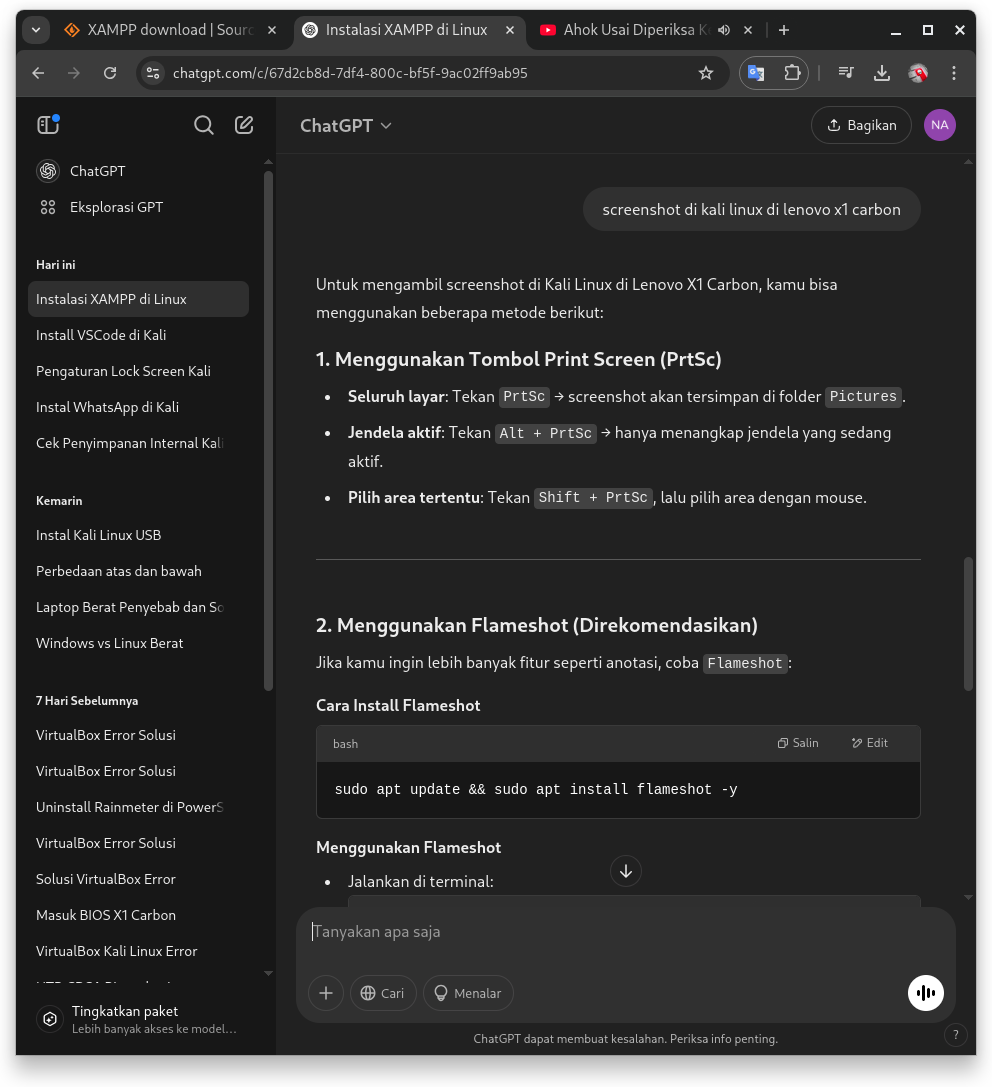 XAMPP download | Sourc
Instalasi XAMPP di Linux
Ahok Usai Diperiksa K
chatgpt.com/c/67d2cb8d-7df4-800c-bf5f-9ac02ff9ab95
ChatGPT
Bagikan
NA
ChatGPT
Eksplorasi GPT
Hari ini
Instalasi XAMPP di Linux
Install VSCode di Kali
Pengaturan Lock Screen Kali
Instal WhatsApp di Kali
Cek Penyimpanan Internal Kali
Kemarin
Instal Kali Linux USB
Perbedaan atas dan bawah
Laptop Berat Penyebab dan So
Windows vs Linux Berat
7 Hari Sebelumnya
VirtualBox Error Solusi
VirtualBox Error Solusi
Uninstall Rainmeter di PowerS
VirtualBox Error Solusi
Solusi VirtualBox Error
Masuk BIOS X1 Carbon
VirtualBox Kali Linux Error
Tingkatkan paket
Lebih banyak akses ke model…
screenshot di kali linux di lenovo x1 carbon
Untuk mengambil screenshot di Kali Linux di Lenovo X1 Carbon, kamu bisa
menggunakan beberapa metode berikut:
1. Menggunakan Tombol Print Screen (PrtSc)
• Seluruh layar: Tekan PrtSc → screenshot akan tersimpan di folder Pictures.
• Jendela aktif: Tekan Alt + PrtSc → hanya menangkap jendela yang sedang
aktif.
• Pilih area tertentu: Tekan Shift + PrtSc, lalu pilih area dengan mouse.
2. Menggunakan Flameshot (Direkomendasikan)
Jika kamu ingin lebih banyak fitur seperti anotasi, coba Flameshot:
Cara Install Flameshot
bash
Salin
Edit
sudo apt update && sudo apt install flameshot -y
Menggunakan Flameshot
• Jalankan di terminal:
Tanyakan apa saja
Cari
Menalar
ChatGPT dapat membuat kesalahan. Periksa info penting.
?